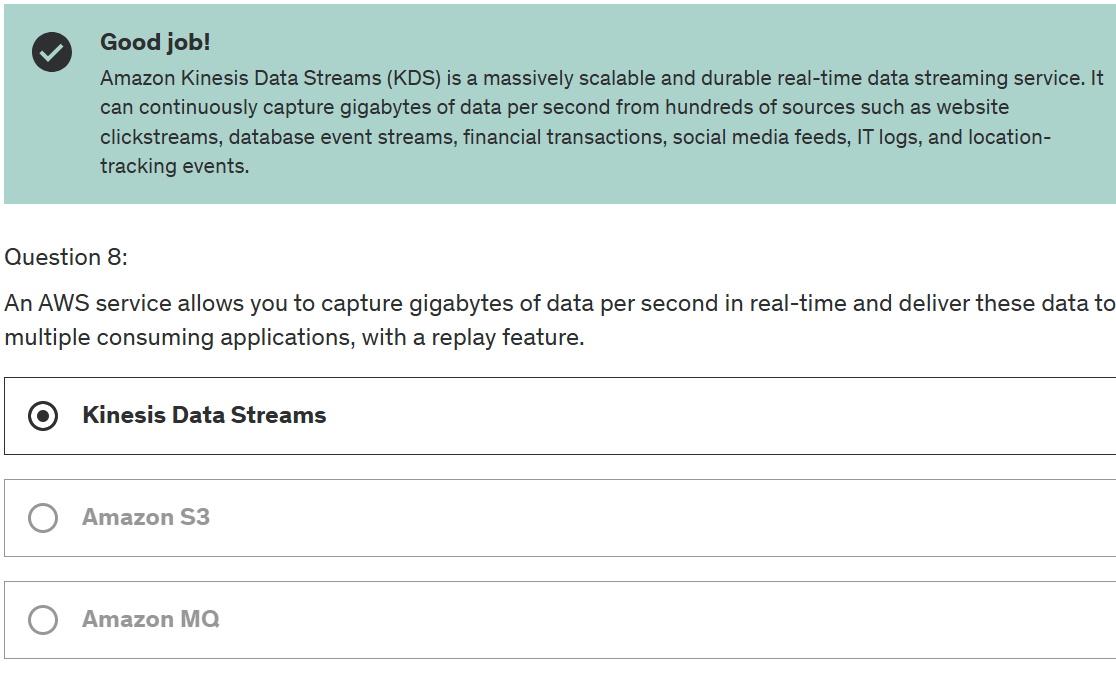 Good job!
Amazon Kinesis Data Streams (KDS) is a massively scalable and durable real-time data streaming service. It
can continuously capture gigabytes of data per second from hundreds of sources such as website
clickstreams, database event streams, financial transactions, social media feeds, IT logs, and location-
tracking events.
Question 8:
An AWS service allows you to capture gigabytes of data per second in real-time and deliver these data to
multiple consuming applications, with a replay feature.
Kinesis Data Streams
Amazon S3
Amazon MQ